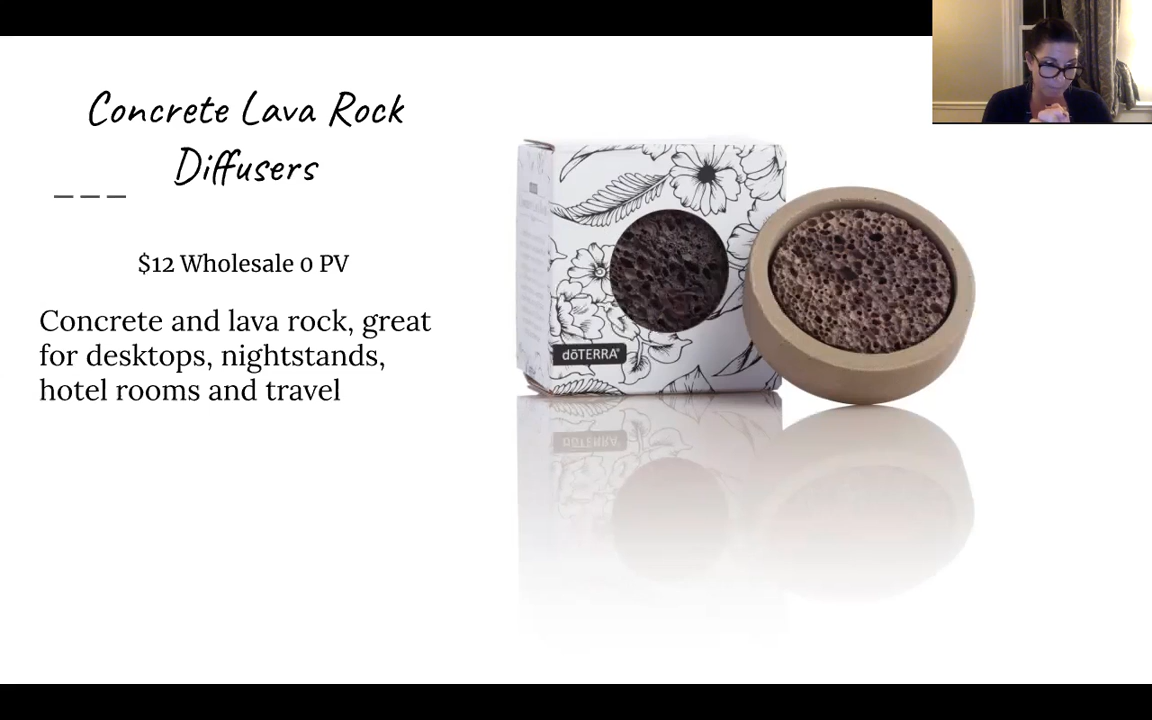 Concrete Lava Rock
Diffusers
$12 Wholesale 0 PV
Concrete and lava rock, great
for desktops, nightstands,
hotel rooms and travel
dōTERRA®